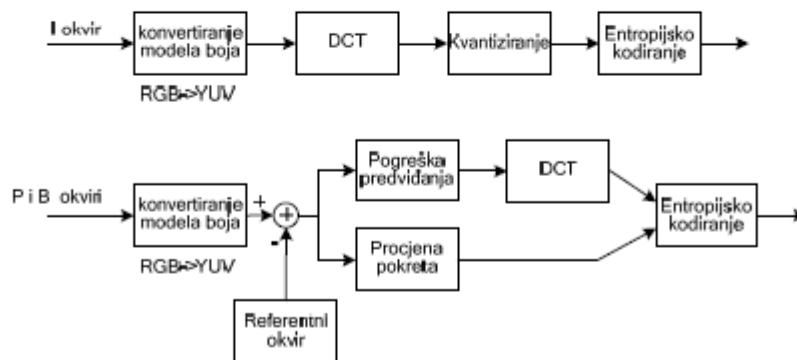 I okvir
konvertiranje
modela boja
DCT
Kvantiziranje
Entropijsko
kodiranje
RGB->YUV
P i B okviri
konvertiranje
modela boja
+
+
-
Pogreška
predviđanja
DCT
Procjena
pokreta
Entropijsko
kodiranje
RGB->YUV
Referentni
okvir